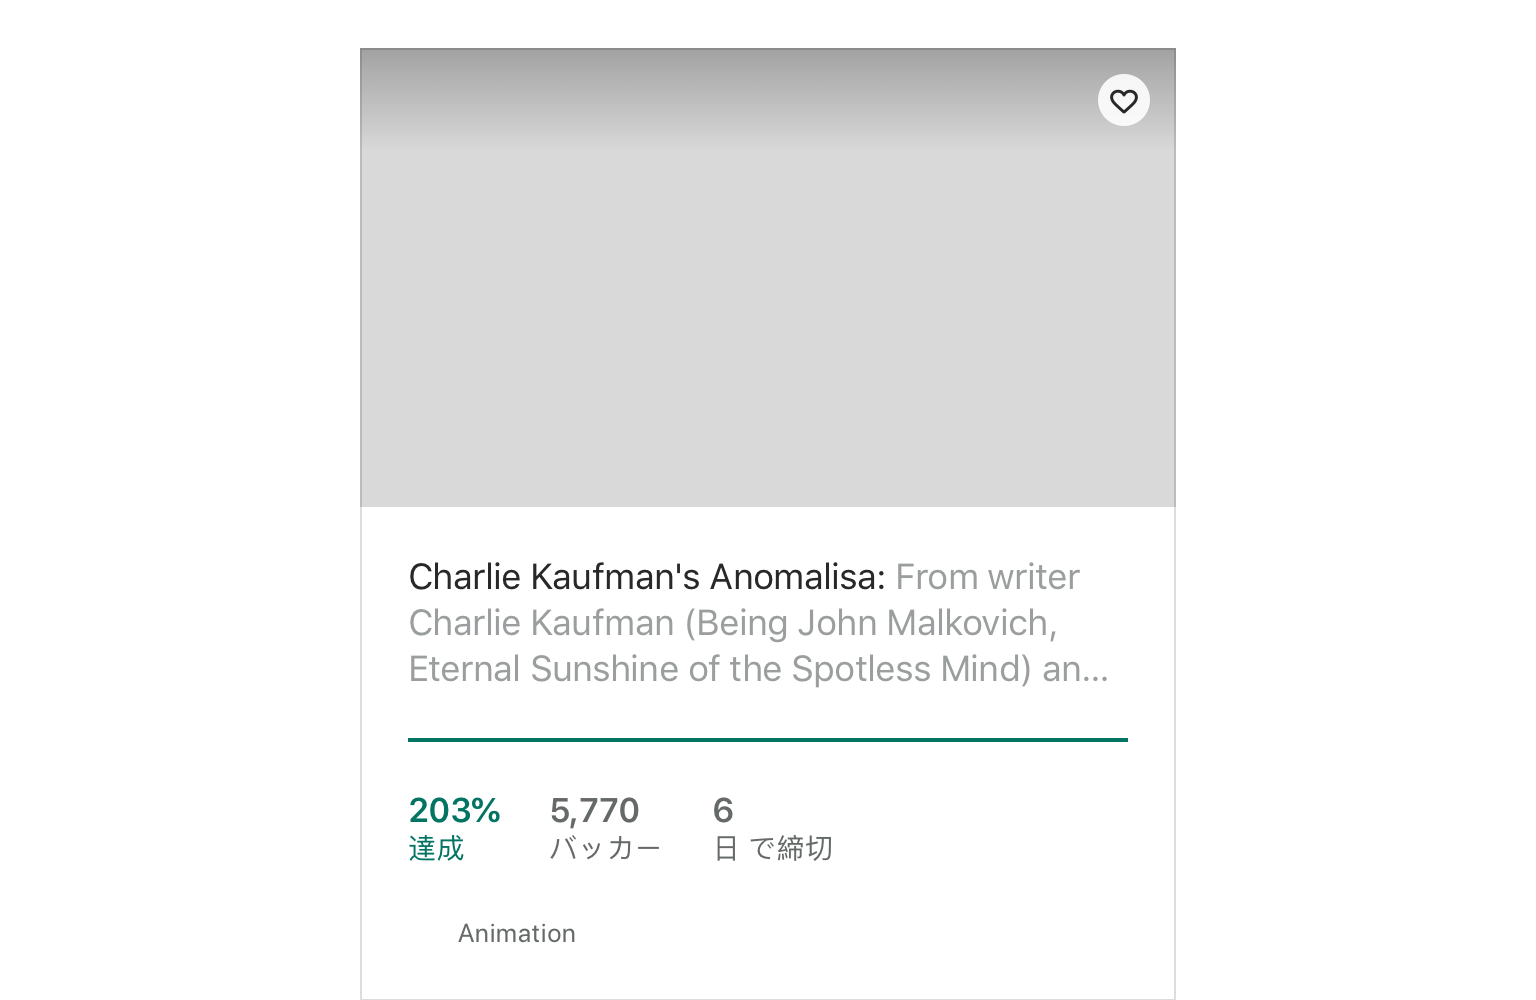 Charlie Kaufman's Anomalisa: From writer
Charlie Kaufman (Being John Malkovich,
Eternal Sunshine of the Spotless Mind) an…
203% 5,770 6
達成 バッカー 日 で締切
Animation